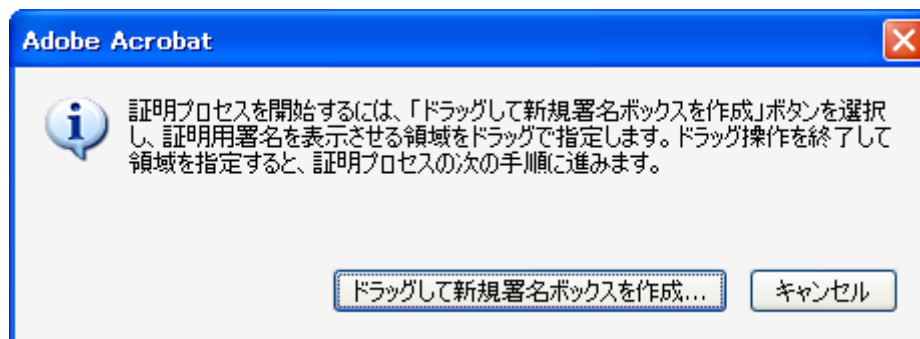 Adobe Acrobat
証明プロセスを開始するには、「ドラッグして新規署名ボックスを作成」ボタンを選択
し、証明用署名を表示させる領域をドラッグで指定します。ドラッグ操作を終了して
領域を指定すると、証明プロセスの次の手順に進みます。
ドラッグして新規署名ボックスを作成... キャンセル